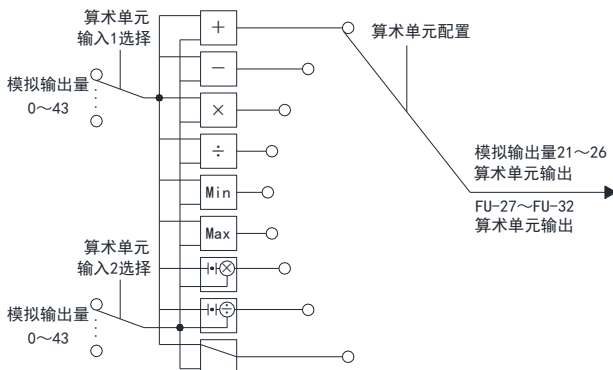 算术单元
输入1选择
模拟输出量
0～43
+
−
×
÷
Min
Max
算术单元配置
模拟输出量21～26
算术单元输出
FU-27～FU-32
算术单元输出
算术单元
输入2选择
|•|×
|•|÷
模拟输出量
0～43